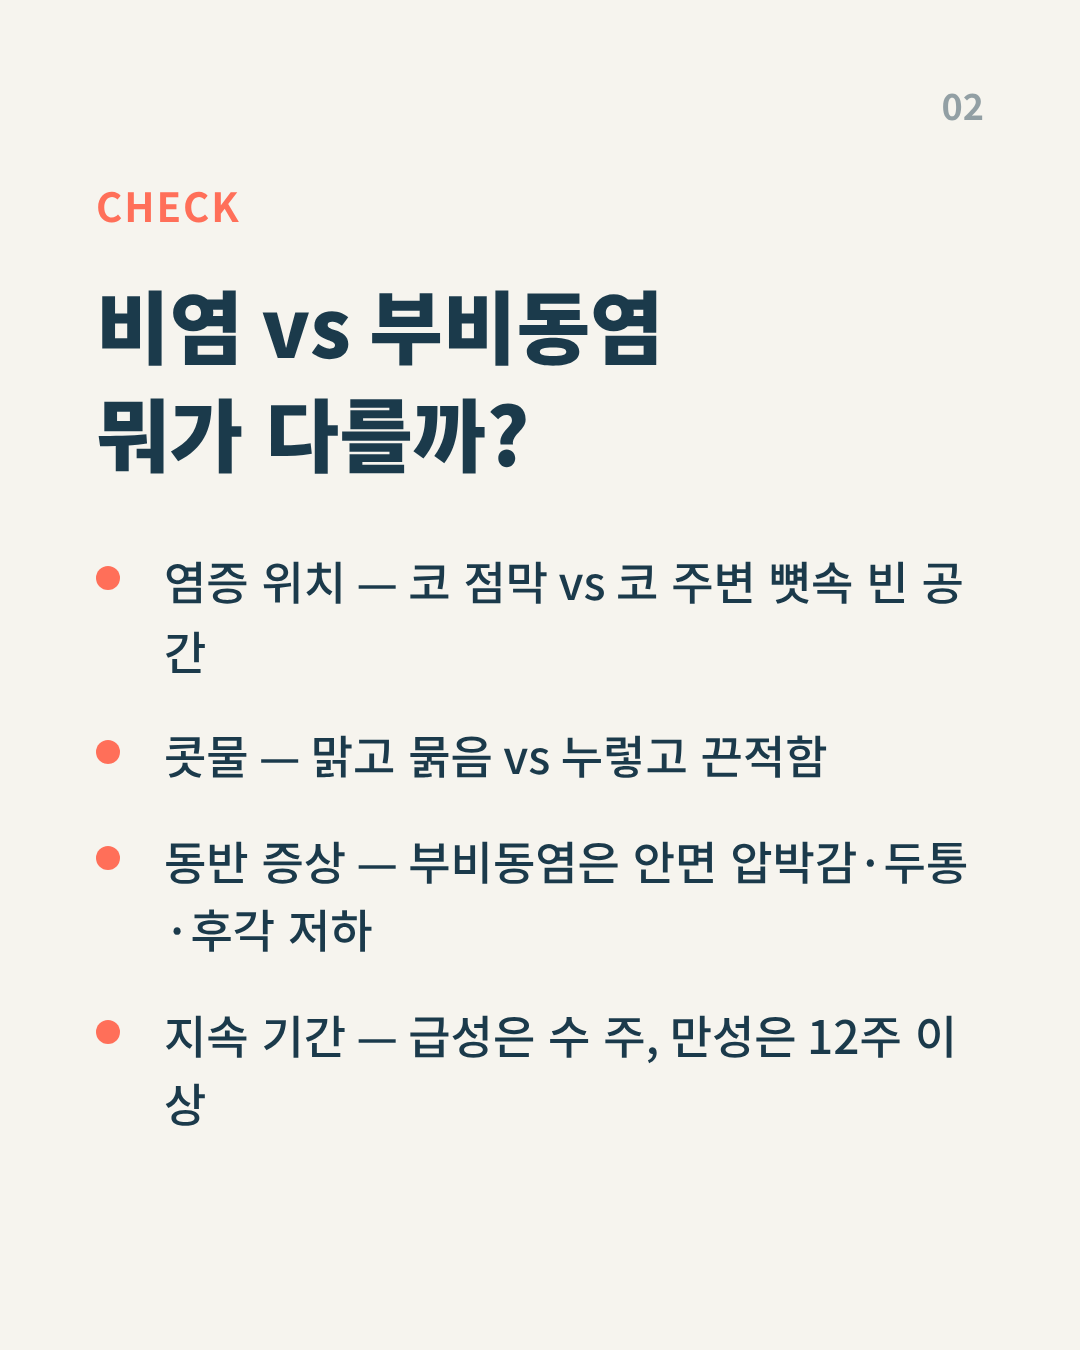 02
CHECK
비염 vs 부비동염
뭐가 다를까?
염증 위치 — 코 점막 vs 코 주변 뼛속 빈 공
간
콧물 — 맑고 묽음 vs 누렇고 끈적함
동반 증상 — 부비동염은 안면 압박감·두통
·후각 저하
지속 기간 — 급성은 수 주, 만성은 12주 이
상